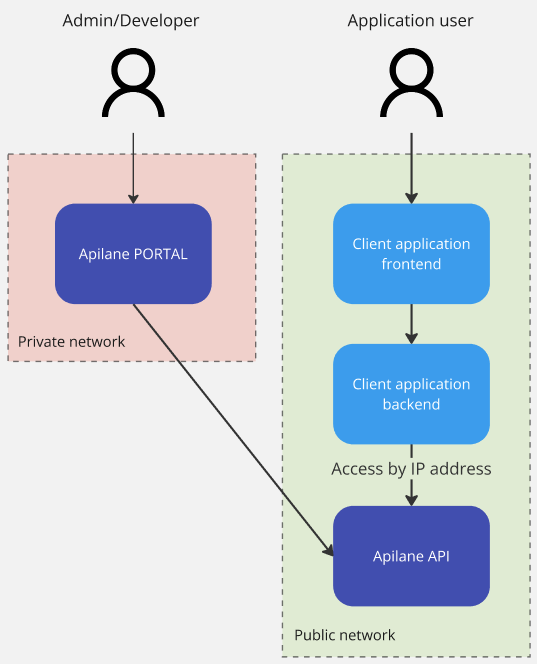 Admin/Developer
Application user
Apilane PORTAL
Private network
Client application
frontend
Client application
backend
Access by IP address
Apilane API
Public network